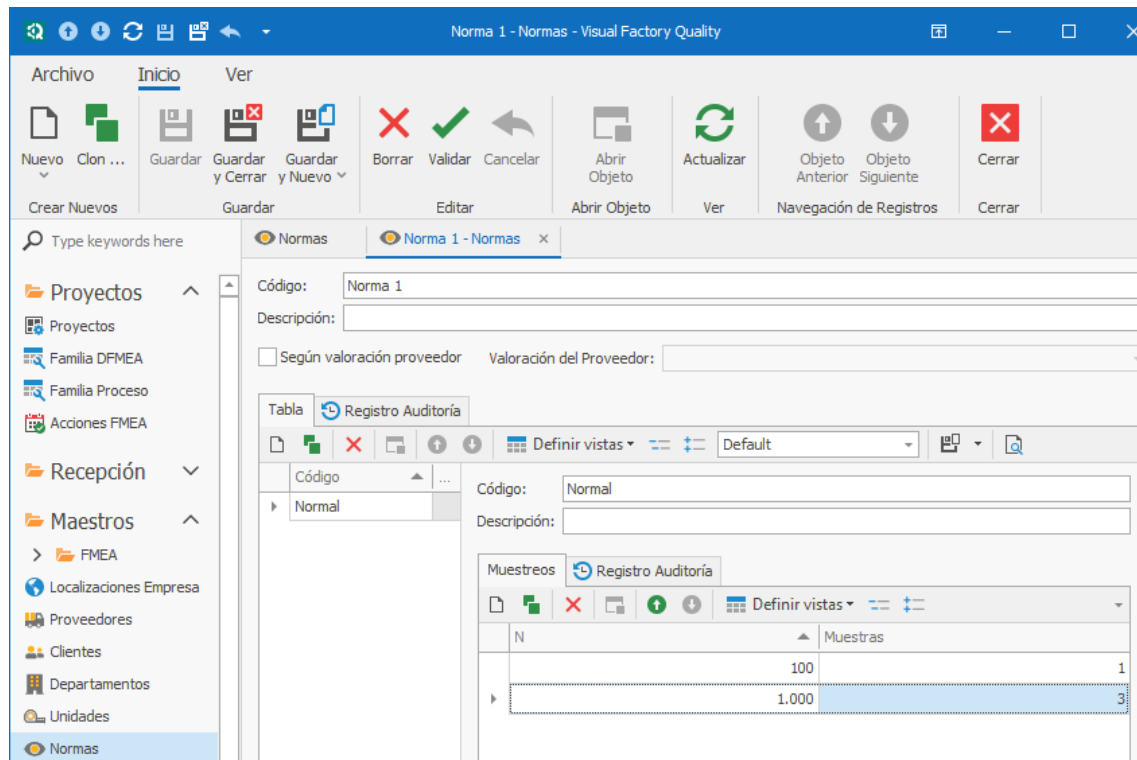 Norma 1 - Normas - Visual Factory Quality
Archivo Inicio Ver
Nuevo Clon ... Guardar Guardar y Cerrar Guardar y Nuevo Borrar Validar Cancelar Abrir Objeto Actualizar Objeto Anterior Objeto Siguiente Cerrar
Crear Nuevos Guardar Editar Abrir Objeto Ver Navegación de Registros Cerrar
Type keywords here
Normas Norma 1 - Normas
Proyectos
Proyectos
Familia DFMEA
Familia Proceso
Acciones FMEA
Recepción
Maestros
FMEA
Localizaciones Empresa
Proveedores
Clientes
Departamentos
Unidades
Normas
Código: Norma 1
Descripción:
Según valoración proveedor Valoración del Proveedor:
Tabla Registro Auditoría
Definir vistas Default
Código ...
Normal
Código: Normal
Descripción:
Muestreos Registro Auditoría
Definir vistas
N Muestras
100 1
1.000 3